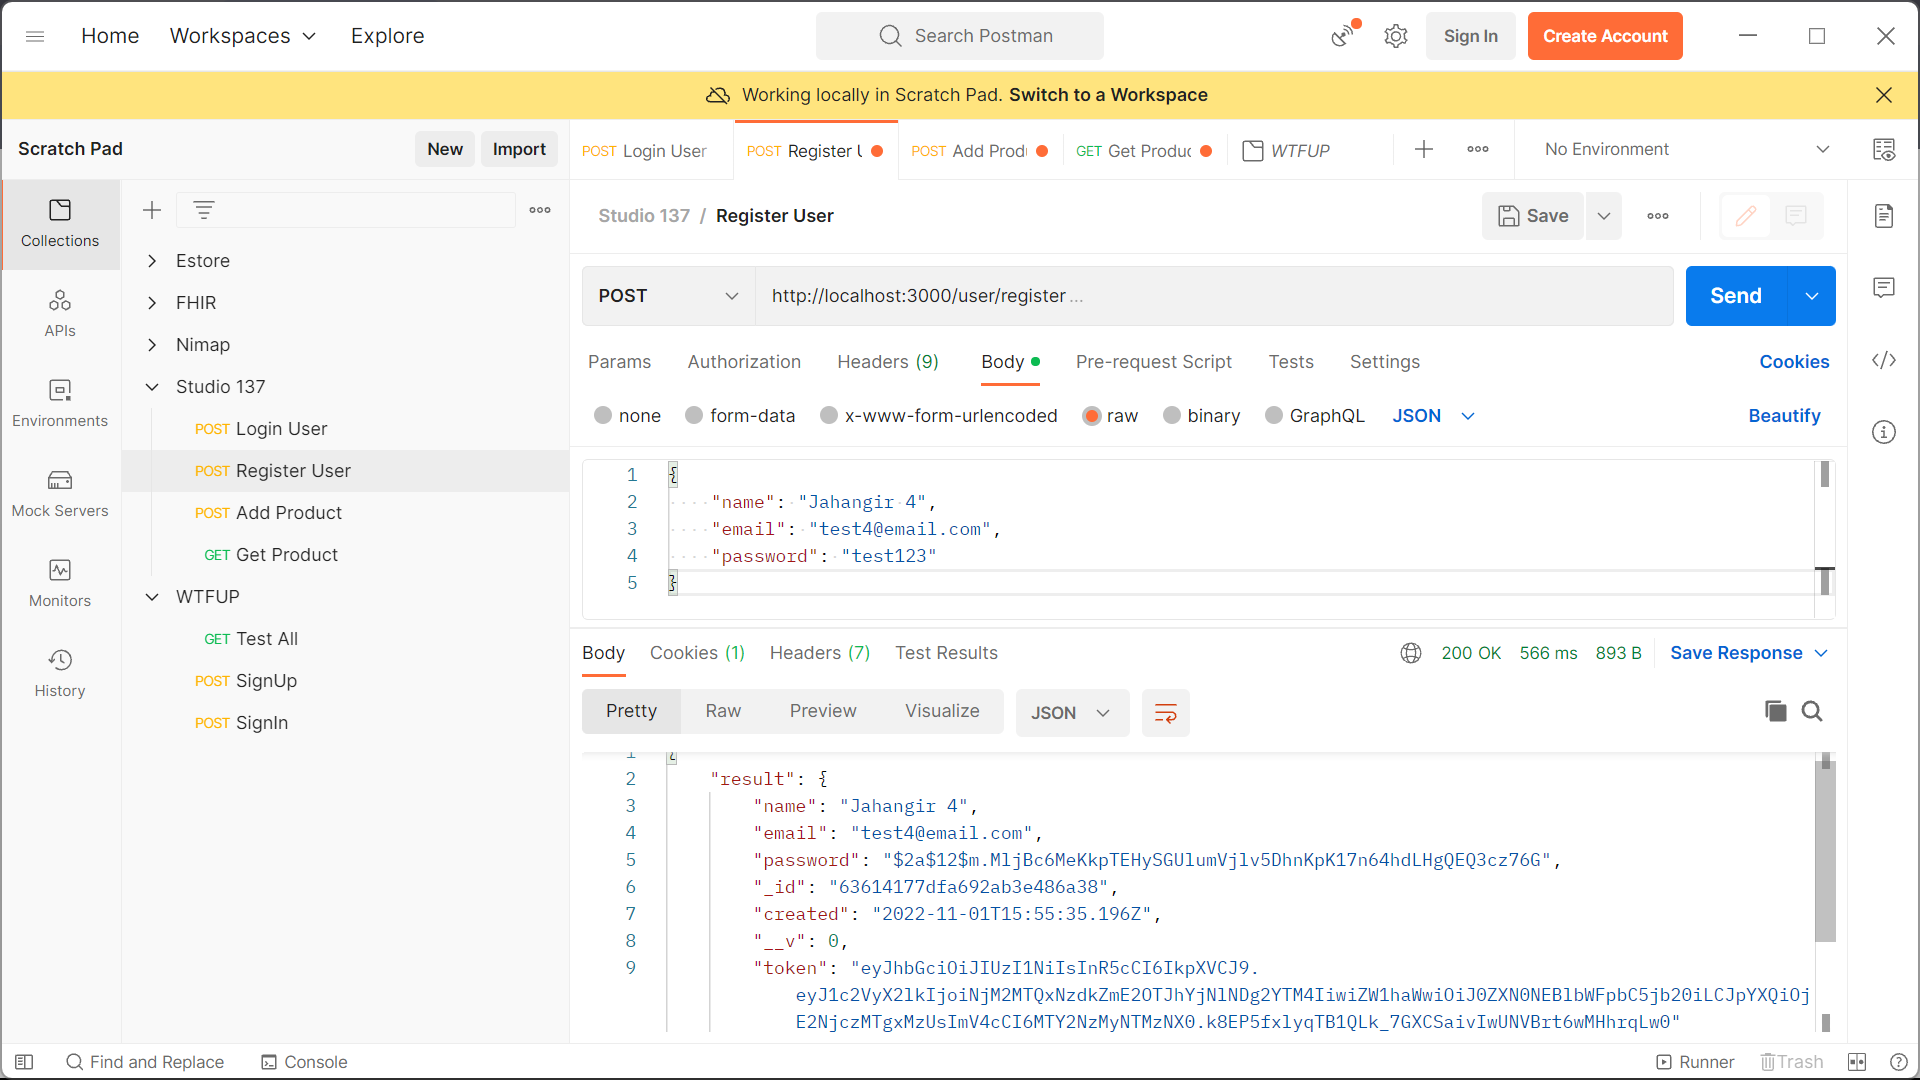 Home Workspaces Explore Search Postman Sign In Create Account
Working locally in Scratch Pad. Switch to a Workspace
Scratch Pad New Import
POST Login User POST Register U POST Add Prod GET Get Produc WTFUP No Environment
Collections
APIs
Environments
Mock Servers
Monitors
History
Estore
FHIR
Nimap
Studio 137
POST Login User
POST Register User
POST Add Product
GET Get Product
WTFUP
GET Test All
POST SignUp
POST SignIn
Studio 137 / Register User Save
POST http://localhost:3000/user/register ... Send
Params Authorization Headers (9) Body Pre-request Script Tests Settings Cookies
none form-data x-www-form-urlencoded raw binary GraphQL JSON Beautify
1 {
2 "name": "Jahangir 4",
3 "email": "test4@email.com",
4 "password": "test123"
5 }
Body Cookies (1) Headers (7) Test Results 200 OK 566 ms 893 B Save Response
Pretty Raw Preview Visualize JSON
1 {
2 "result": {
3 "name": "Jahangir 4",
4 "email": "test4@email.com",
5 "password": "$2a$12$m.MljBc6MeKkpTEHySGUlumVjlv5DhnKpK17n64hdLHgQEQ3cz76G",
6 "_id": "63614177dfa692ab3e486a38",
7 "created": "2022-11-01T15:55:35.196Z",
8 "__v": 0,
9 "token": "eyJhbGciOiJIUzI1NiIsInR5cCI6IkpXVCJ9.
eyJ1c2VyX2lkIjoiNjM2MTQxNzdkZmE2OTJhYjNlNDg2YTM4IiwiZW1haWwiOiJ0ZXN0NEBlbWFpbC5jb20iLCJpYXQiOj
E2NjczMTgxMzUsImV4cCI6MTY2NzMyNTMzNX0.k8EP5fxlyqTB1QLk_7GXCSaivIwUNVBrt6wMHhrqLw0"
Find and Replace Console Runner Trash